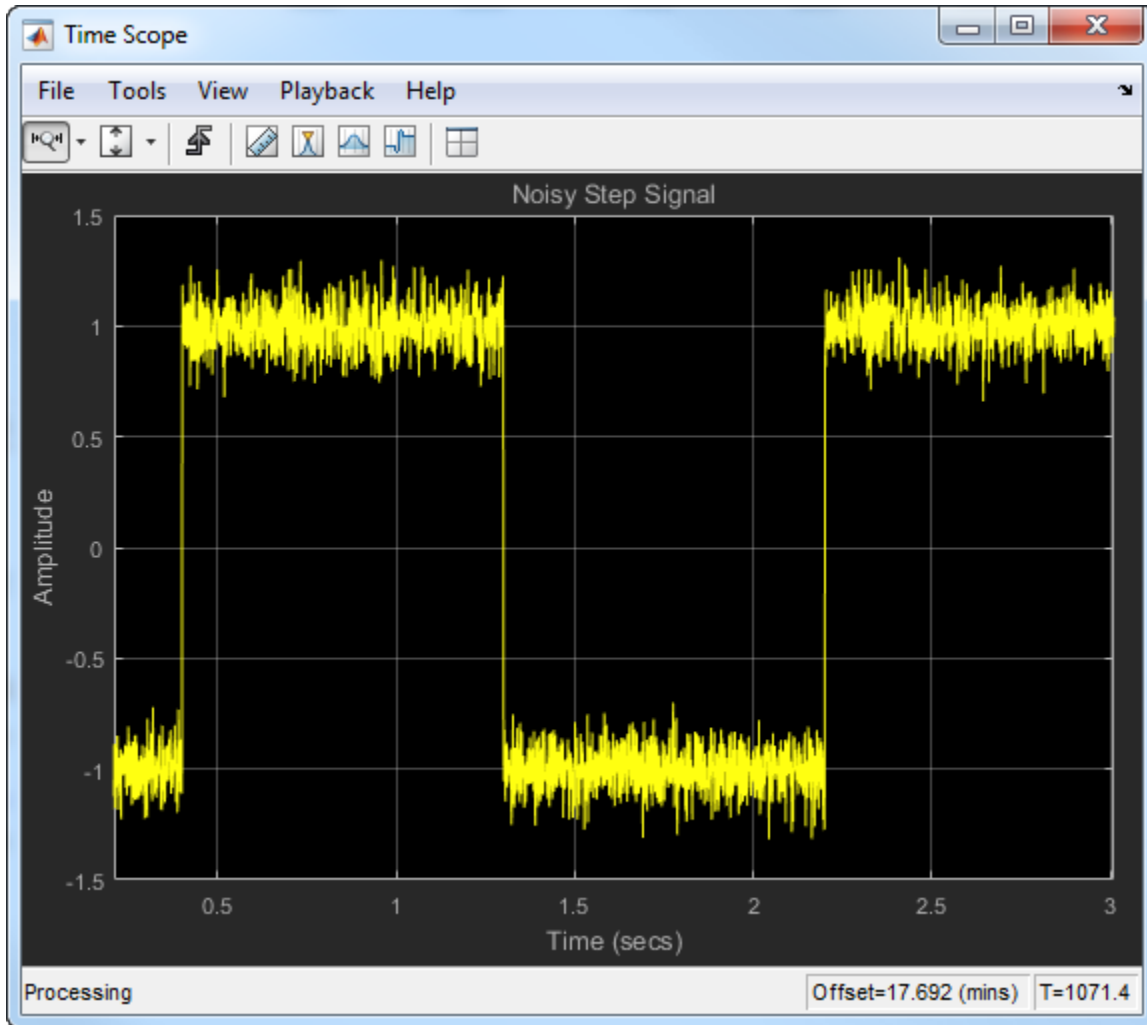 Time Scope
File Tools View Playback Help
Noisy Step Signal
1.5
1
0.5
0
-0.5
-1
-1.5
Amplitude
0.5 1 1.5 2 2.5 3
Time (secs)
Processing Offset=17.692 (mins) T=1071.4